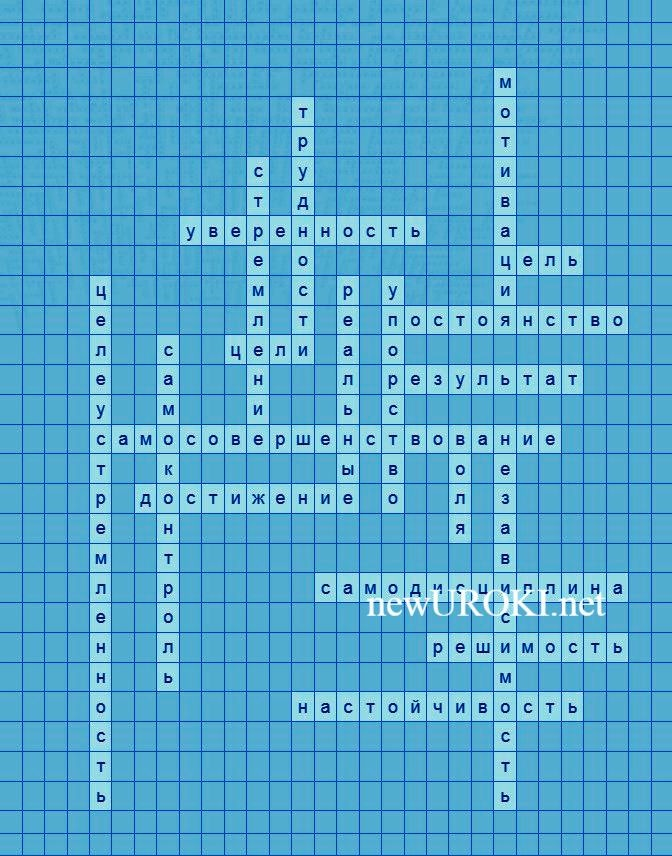 мотивация
трудности
стремление
уверенность
цель
целеустремленность
реальные
упорство
постоянство
самоконтроль
цели
результат
самосовершенствование
воля
независимость
достижение
самодисциплина
newUROKI.net
решимость
настойчивость